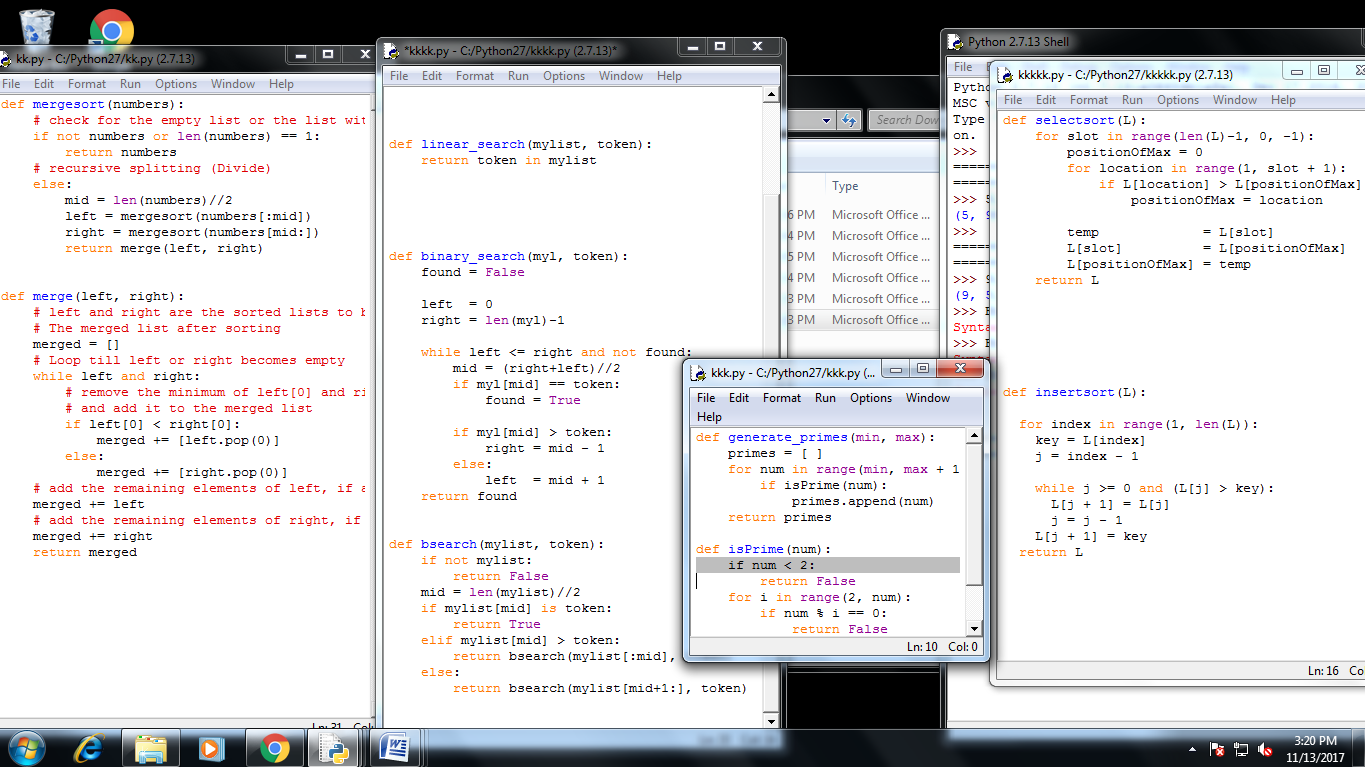 kk.py - C:/Python27/kk.py (2.7.13)
File Edit Format Run Options Window Help
def mergesort(numbers):
    # check for the empty list or the list wit
    if not numbers or len(numbers) == 1:
        return numbers
    # recursive splitting (Divide)
    else:
        mid = len(numbers)//2
        left = mergesort(numbers[:mid])
        right = mergesort(numbers[mid:])
        return merge(left, right)
def merge(left, right):
    # left and right are the sorted lists to b
    # The merged list after sorting
    merged = []
    # Loop till left or right becomes empty
    while left and right:
        # remove the minimum of left[0] and ri
        # and add it to the merged list
        if left[0] < right[0]:
            merged += [left.pop(0)]
        else:
            merged += [right.pop(0)]
    # add the remaining elements of left, if a
    merged += left
    # add the remaining elements of right, if
    merged += right
    return merged
Ln: 31 Col:
*kkkk.py - C:/Python27/kkkk.py (2.7.13)*
File Edit Format Run Options Window Help
def linear_search(mylist, token):
    return token in mylist
def binary_search(myl, token):
    found = False
    left  = 0
    right = len(myl)-1
    while left <= right and not found:
        mid = (right+left)//2
        if myl[mid] == token:
            found = True
        if myl[mid] > token:
            right = mid - 1
        else:
            left  = mid + 1
    return found
def bsearch(mylist, token):
    if not mylist:
        return False
    mid = len(mylist)//2
    if mylist[mid] is token:
        return True
    elif mylist[mid] > token:
        return bsearch(mylist[:mid],
    else:
        return bsearch(mylist[mid+1:], token)
Search Dow
Type
6 PM Microsoft Office ...
4 PM Microsoft Office ...
5 PM Microsoft Office ...
4 PM Microsoft Office ...
3 PM Microsoft Office ...
3 PM Microsoft Office ...
kkk.py - C:/Python27/kkk.py (...
File Edit Format Run Options Window
Help
def generate_primes(min, max):
    primes = [ ]
    for num in range(min, max + 1
        if isPrime(num):
            primes.append(num)
    return primes
def isPrime(num):
    if num < 2:
        return False
    for i in range(2, num):
        if num % i == 0:
            return False
Ln: 10 Col: 0
Python 2.7.13 Shell
File
Pytho
MSC v
Type
on.
>>>
=====
=====
>>> 5
(5, 9
>>>
=====
=====
>>> 9
(9, 5
>>>
Synta
>>>
kkkkk.py - C:/Python27/kkkkk.py (2.7.13)
File Edit Format Run Options Window Help
def selectsort(L):
    for slot in range(len(L)-1, 0, -1):
        positionOfMax = 0
        for location in range(1, slot + 1):
            if L[location] > L[positionOfMax]
                positionOfMax = location
        temp             = L[slot]
        L[slot]          = L[positionOfMax]
        L[positionOfMax] = temp
    return L
def insertsort(L):
  for index in range(1, len(L)):
    key = L[index]
    j = index - 1
    while j >= 0 and (L[j] > key):
      L[j + 1] = L[j]
      j = j - 1
    L[j + 1] = key
  return L
Ln: 16 Co
3:20 PM
11/13/2017